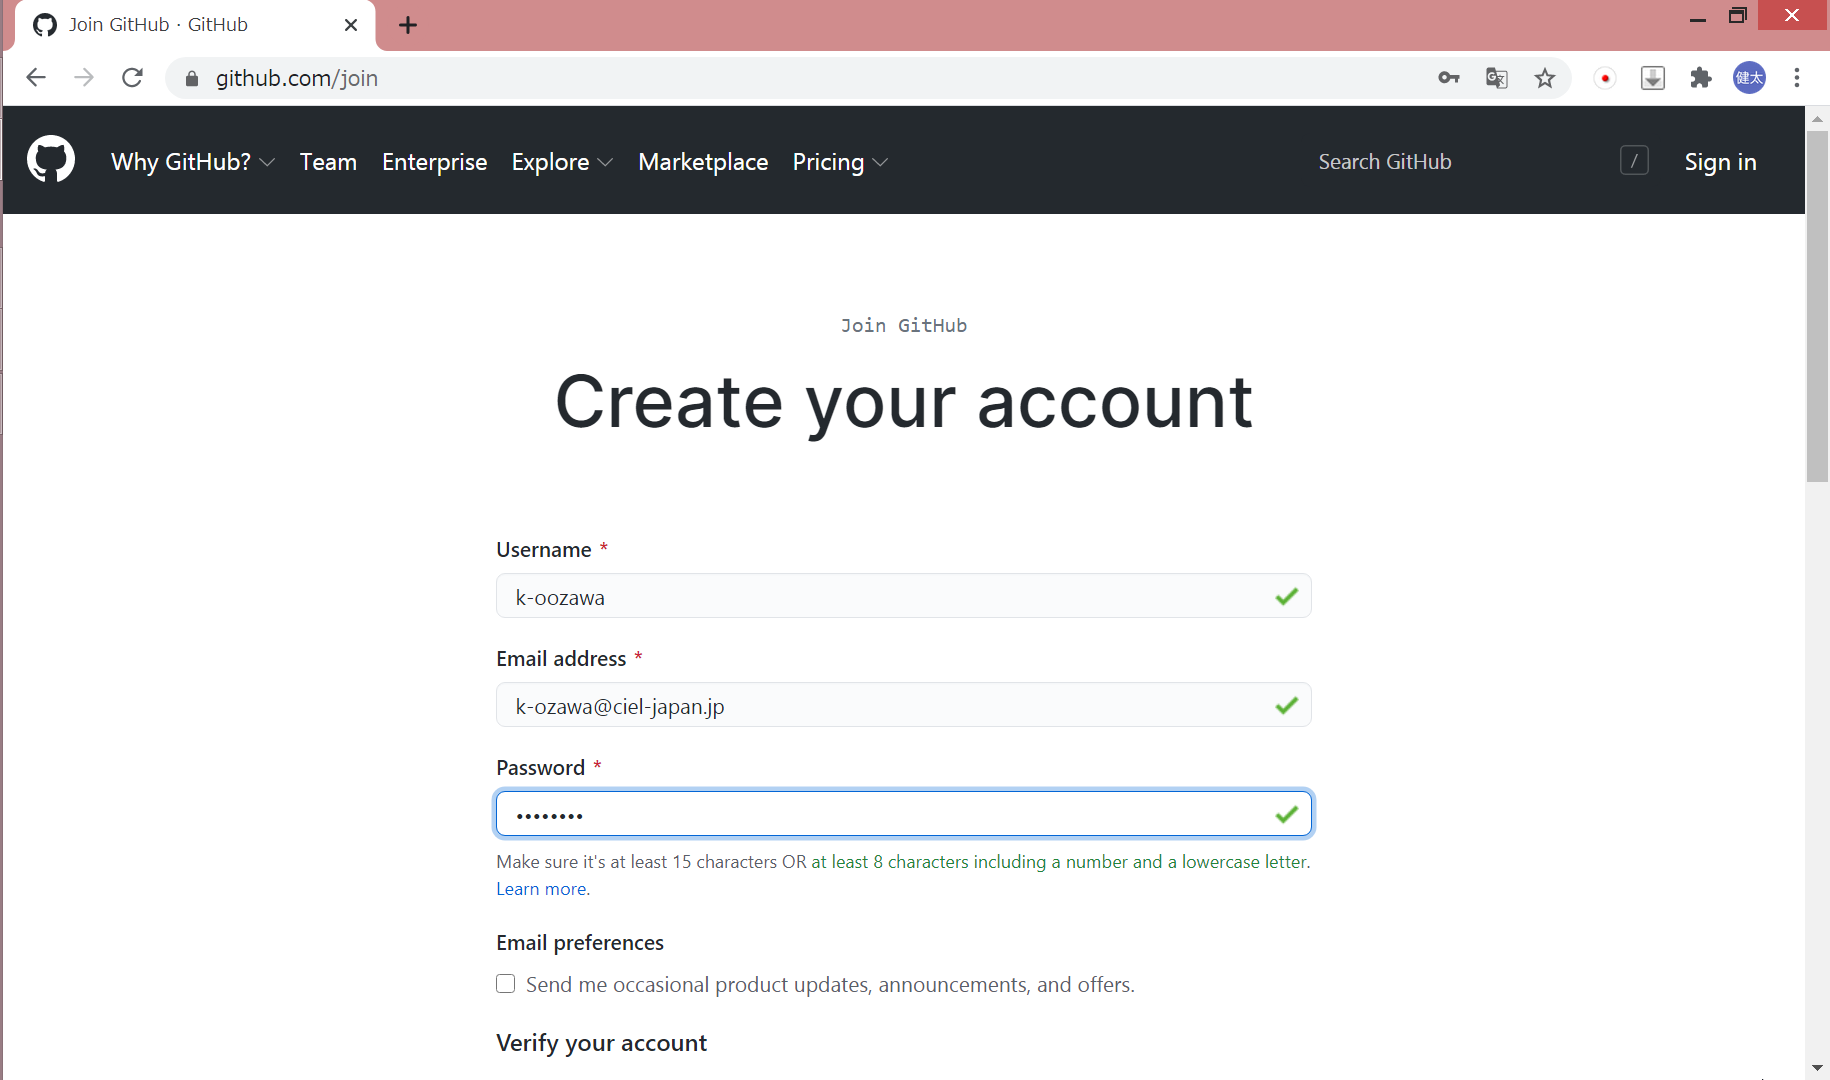 Join GitHub · GitHub
github.com/join
健太
Why GitHub? Team Enterprise Explore Marketplace Pricing Search GitHub / Sign in
Join GitHub
Create your account
Username *
k-oozawa
Email address *
k-ozawa@ciel-japan.jp
Password *
••••••••
Make sure it's at least 15 characters OR at least 8 characters including a number and a lowercase letter.
Learn more.
Email preferences
Send me occasional product updates, announcements, and offers.
Verify your account